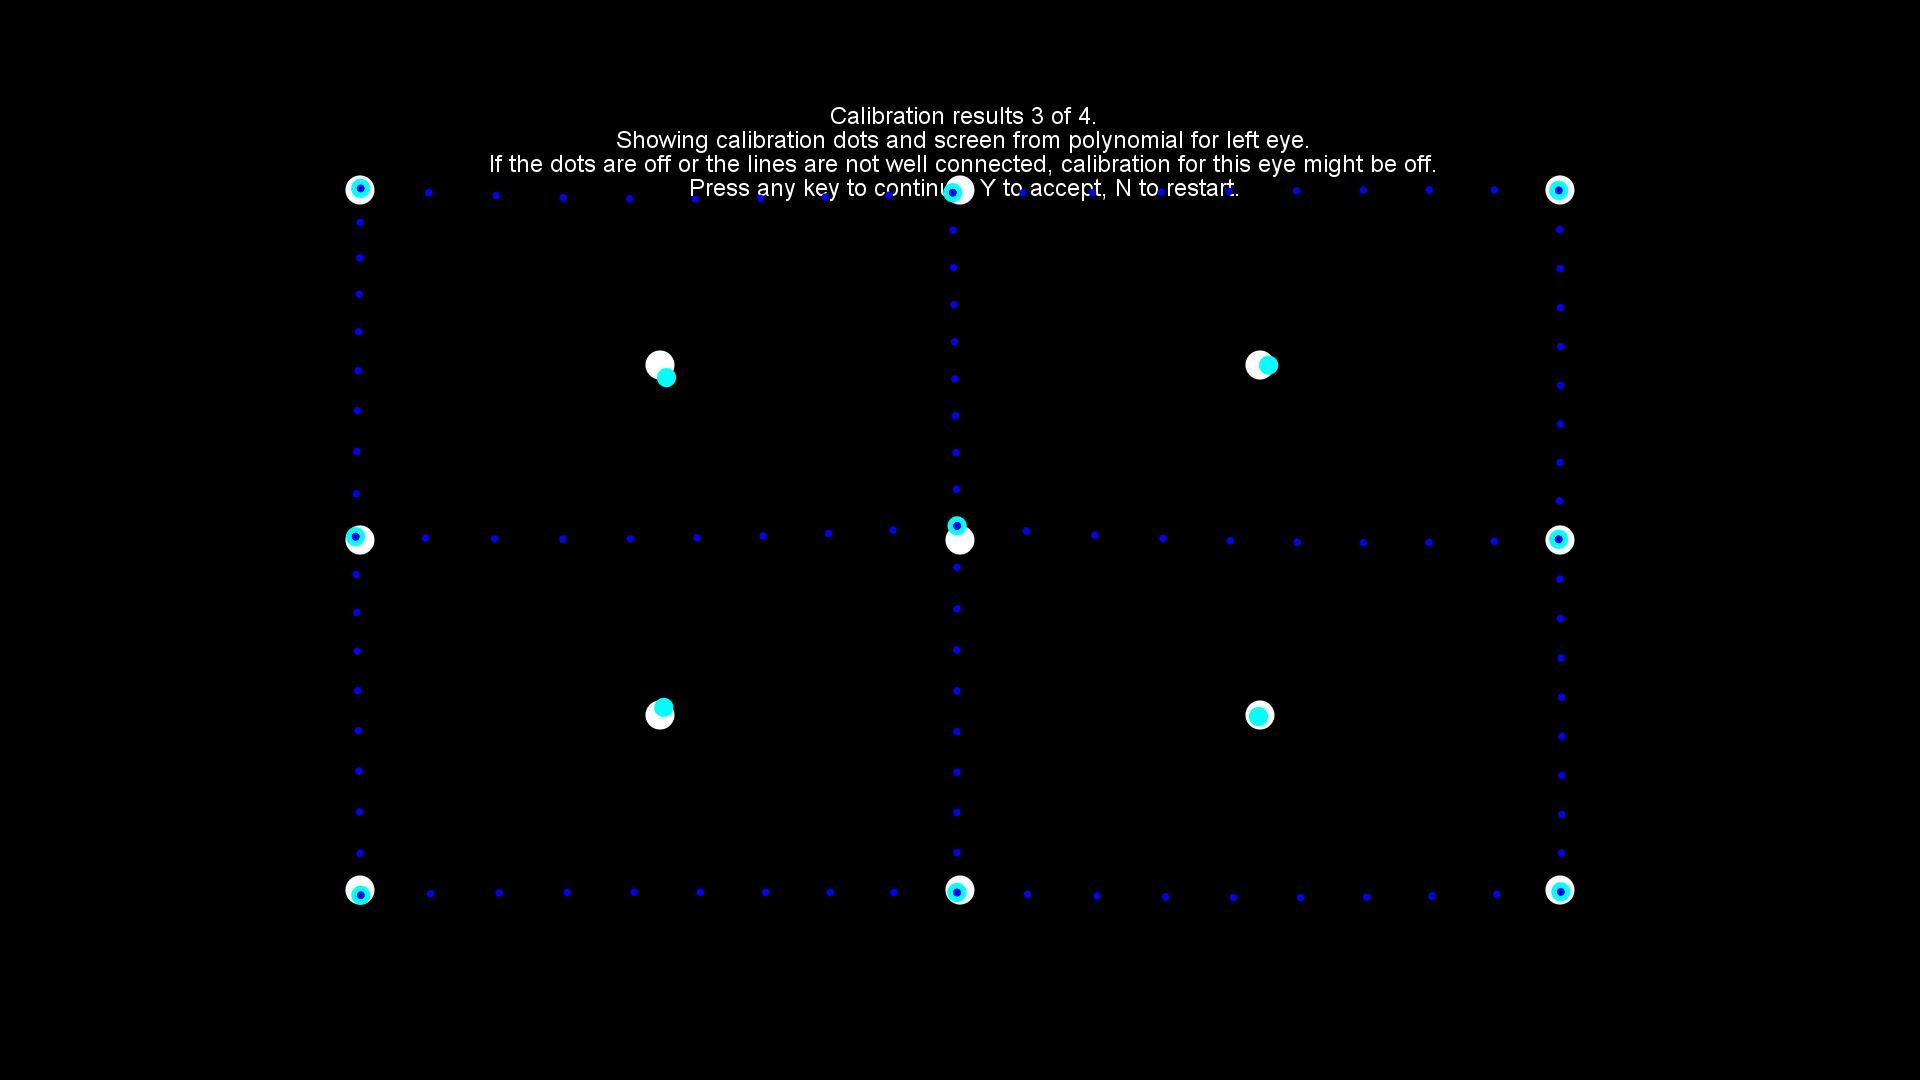 Calibration results 3 of 4.
Showing calibration dots and screen from polynomial for left eye.
If the dots are off or the lines are not well connected, calibration for this eye might be off.
Press any key to continue, Y to accept, N to restart.